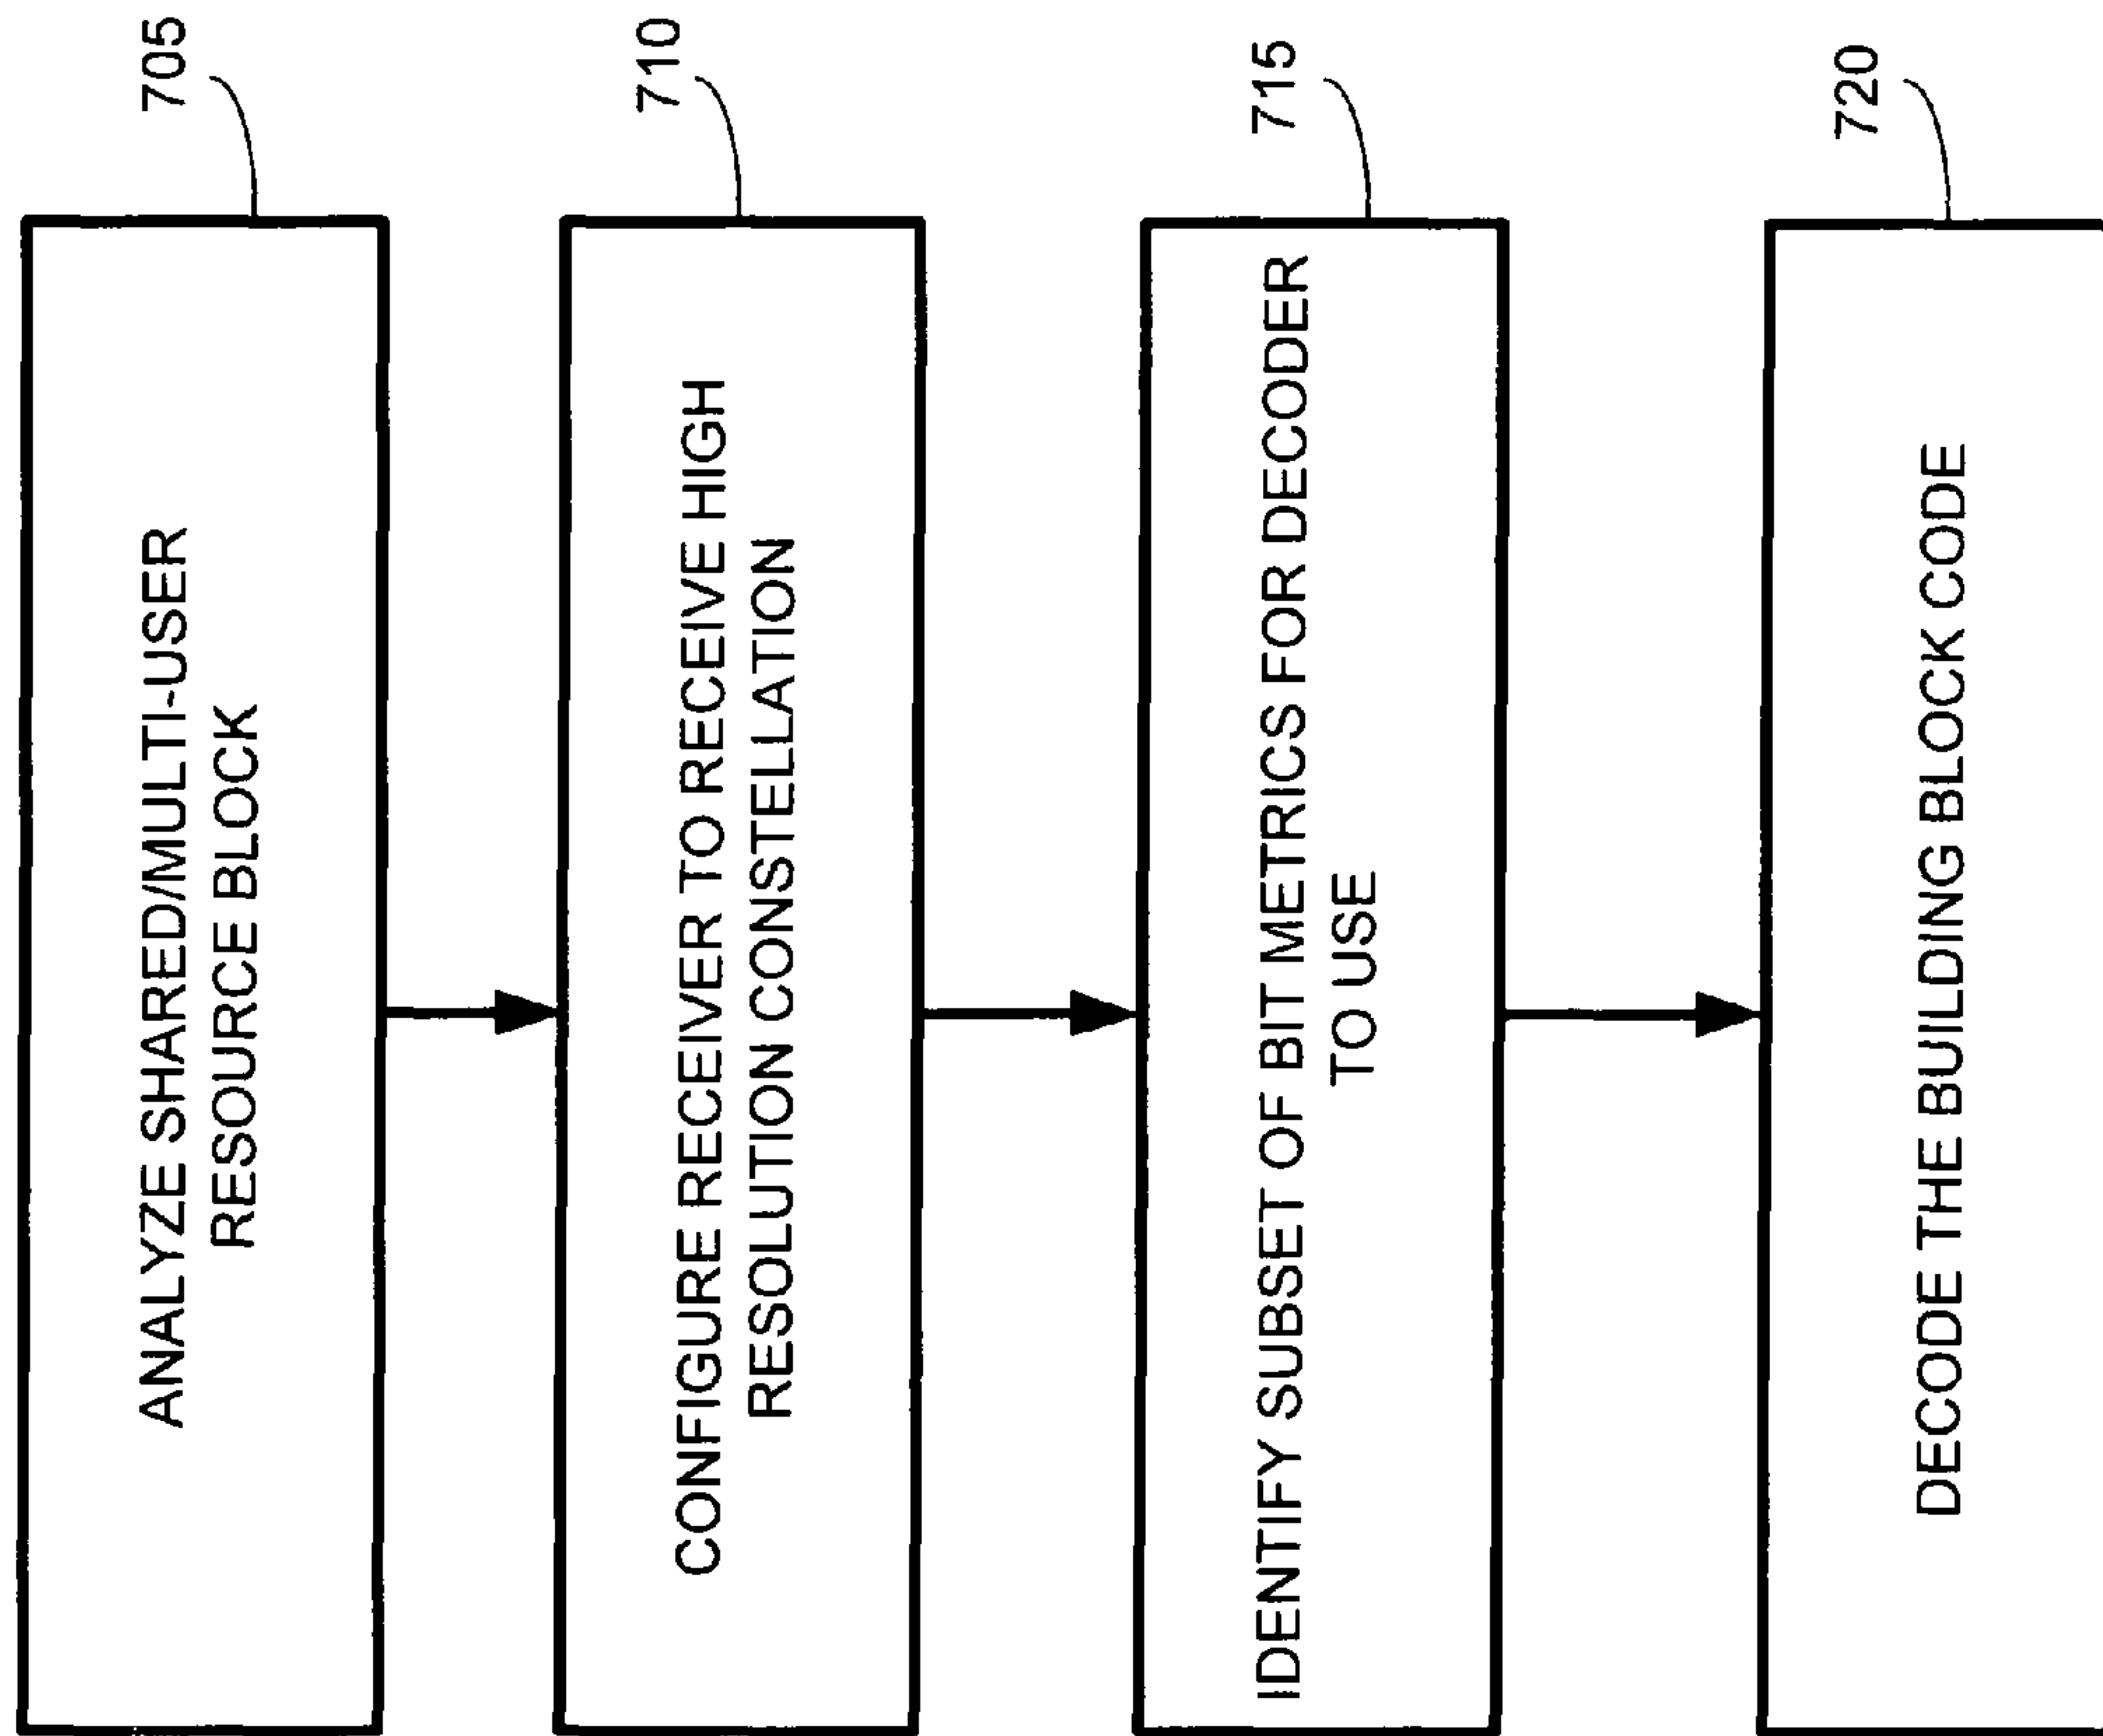 ANALYZE SHARED/MULTI-USER
RESOURCE BLOCK
705
CONFIGURE RECEIVER TO RECEIVE HIGH
RESOLUTION CONSTELLATION
710
IDENTIFY SUBSET OF BIT METRICS FOR DECODER
TO USE
715
DECODE THE BUILDING BLOCK CODE
720